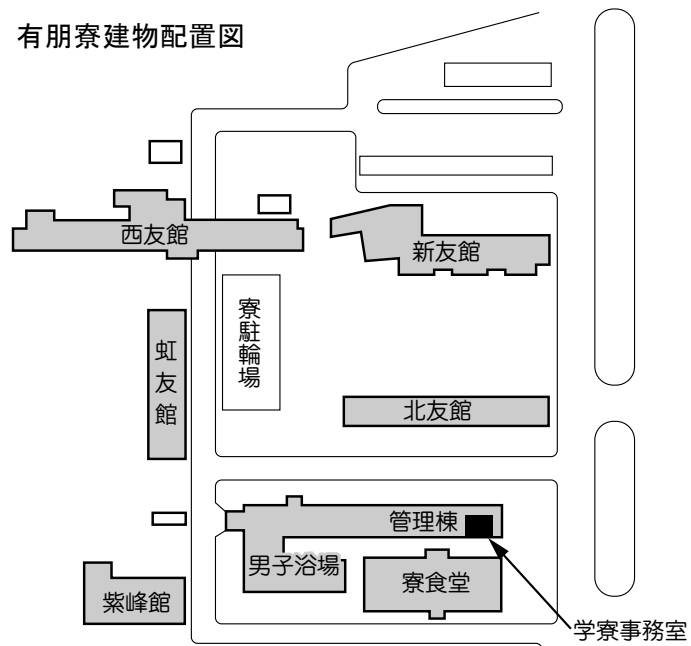 有朋寮建物配置図
西友館
新友館
寮駐輪場
虹友館
北友館
管理棟
男子浴場
寮食堂
紫峰館
学寮事務室